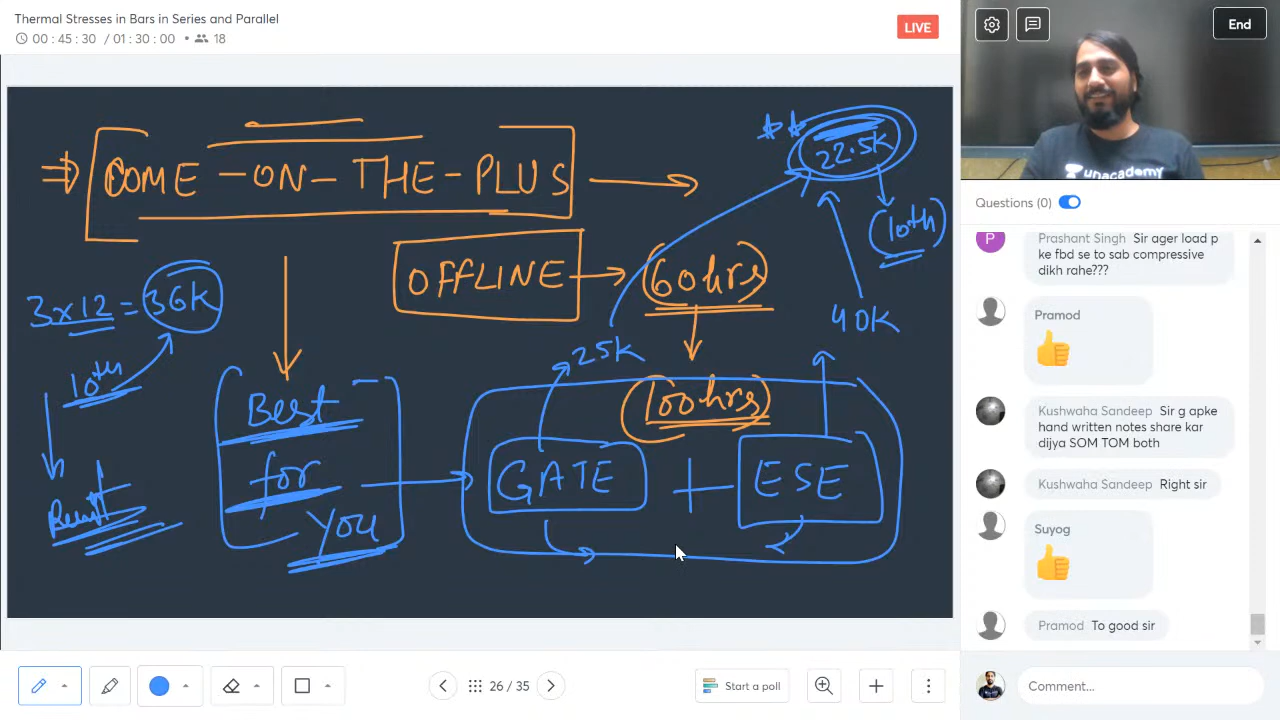 Thermal Stresses in Bars in Series and Parallel
00 : 45 : 30 / 01 : 30 : 00 • 18
LIVE
End
⇒ COME - ON - THE - PLUS →
22.5K
(10th)
OFFLINE → (60hrs)
3x12 = 36K
40K
10th
25K
(100hrs)
Best
for
you
GATE + ESE
unacademy
Questions (0)
P
Prashant Singh Sir ager load p
ke fbd se to sab compressive
dikh rahe???
Pramod
👍
Kushwaha Sandeep Sir g apke
hand written notes share kar
dijya SOM TOM both
Kushwaha Sandeep Right sir
Suyog
👍
Pramod To good sir
26 / 35
Start a poll
Comment...